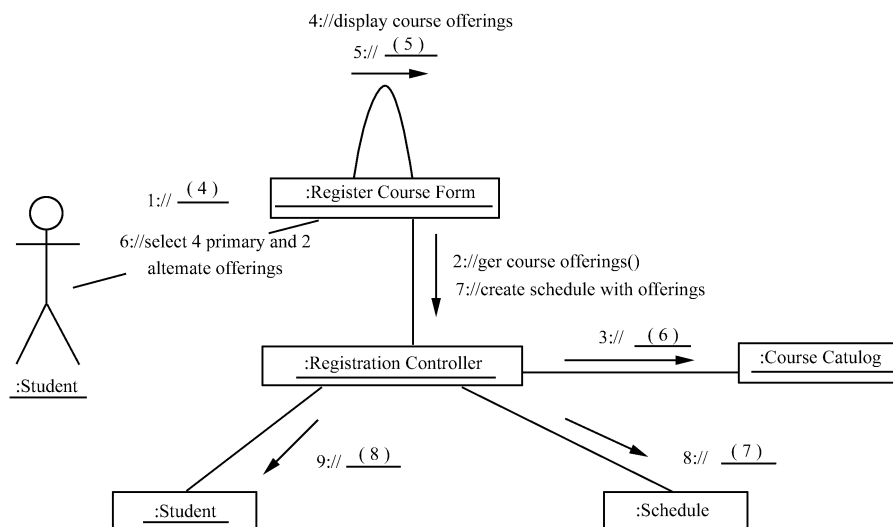 4://display course offerings
5:// (5)
:Register Course Form
1:// (4)
6://select 4 primary and 2
altemate offerings
2://ger course offerings()
7://create schedule with offerings
:Student
:Registration Controller
3:// (6)
:Course Catulog
9:// (8)
8:// (7)
:Student
:Schedule